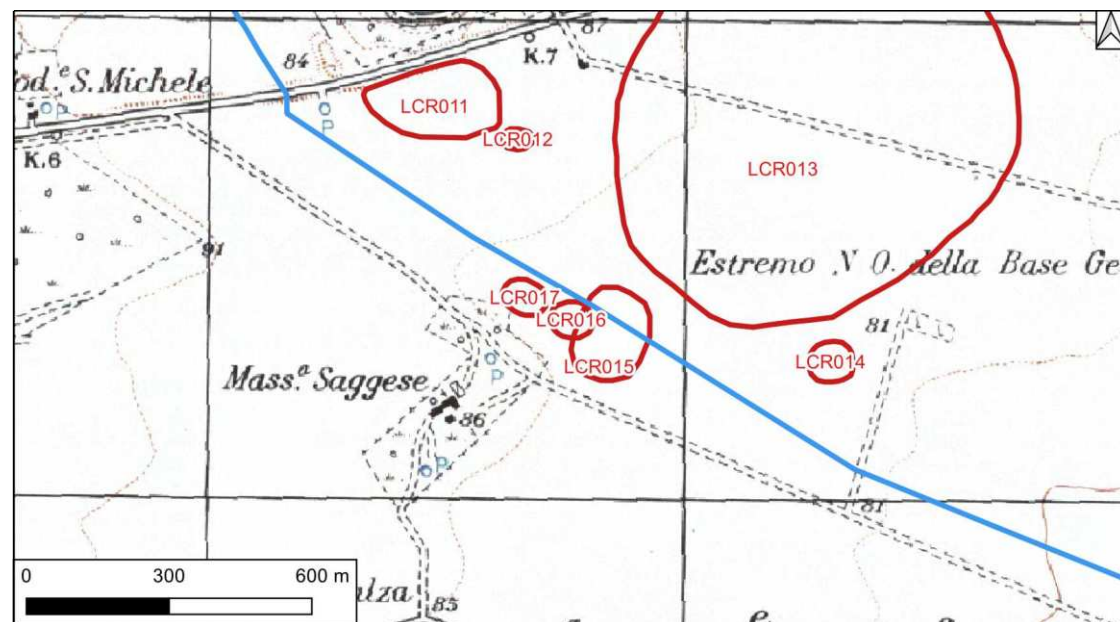 87
84
K.7
od. e S. Michele
LCR011
P
P
LCR012
K.6
LCR013
91
Estremo N O. della Base Ge
LCR017
LCR016
81
LCR014
LCR015
P
Mass.a Saggese
86
P
81
0 300 600 m
ulza
85